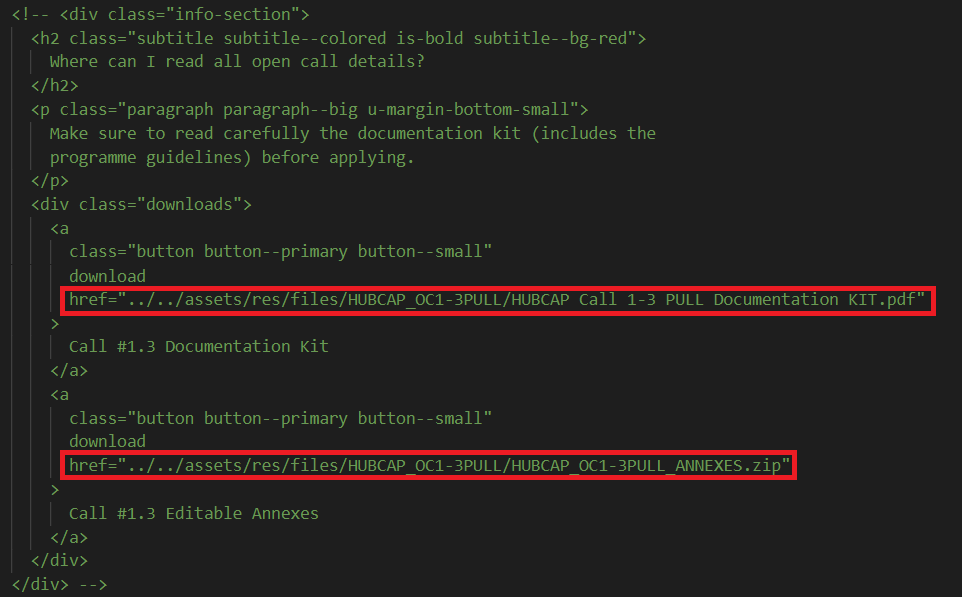 <!-- <div class="info-section">
<h2 class="subtitle subtitle--colored is-bold subtitle--bg-red">
Where can I read all open call details?
</h2>
<p class="paragraph paragraph--big u-margin-bottom-small">
Make sure to read carefully the documentation kit (includes the
programme guidelines) before applying.
</p>
<div class="downloads">
<a
class="button button--primary button--small"
download
href="../../assets/res/files/HUBCAP_OC1-3PULL/HUBCAP Call 1-3 PULL Documentation KIT.pdf"
>
Call #1.3 Documentation Kit
</a>
<a
class="button button--primary button--small"
download
href="../../assets/res/files/HUBCAP_OC1-3PULL/HUBCAP_OC1-3PULL_ANNEXES.zip"
>
Call #1.3 Editable Annexes
</a>
</div>
</div> -->